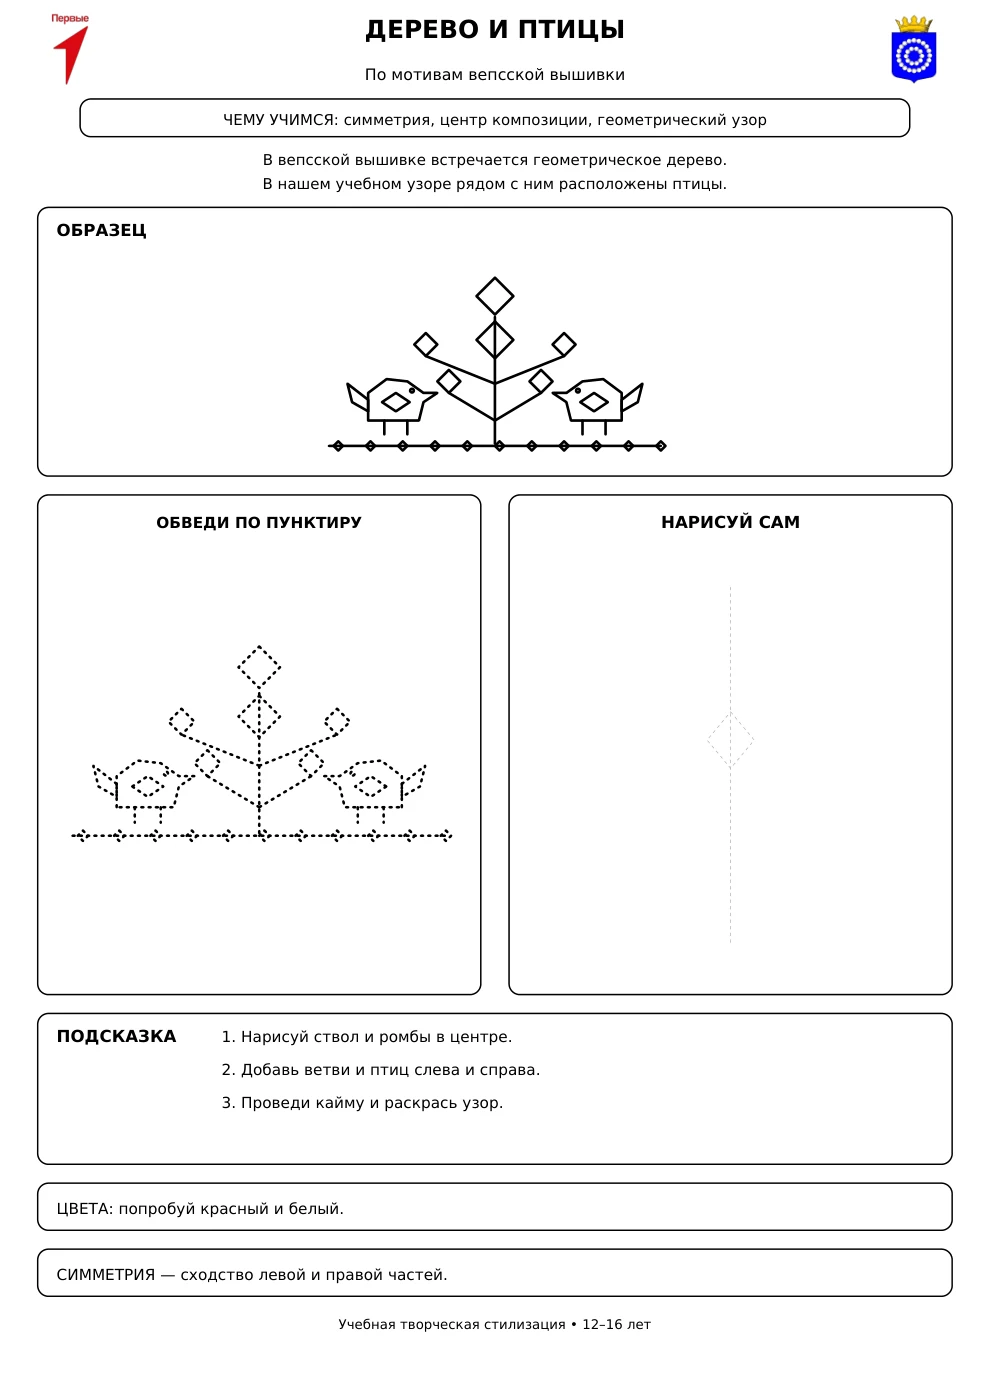 Первые
ДЕРЕВО И ПТИЦЫ
По мотивам вепсской вышивки
ЧЕМУ УЧИМСЯ: симметрия, центр композиции, геометрический узор
В вепсской вышивке встречается геометрическое дерево.
В нашем учебном узоре рядом с ним расположены птицы.
ОБРАЗЕЦ
ОБВЕДИ ПО ПУНКТИРУ
НАРИСУЙ САМ
ПОДСКАЗКА
1. Нарисуй ствол и ромбы в центре.
2. Добавь ветви и птиц слева и справа.
3. Проведи кайму и раскрась узор.
ЦВЕТА: попробуй красный и белый.
СИММЕТРИЯ — сходство левой и правой частей.
Учебная творческая стилизация • 12–16 лет